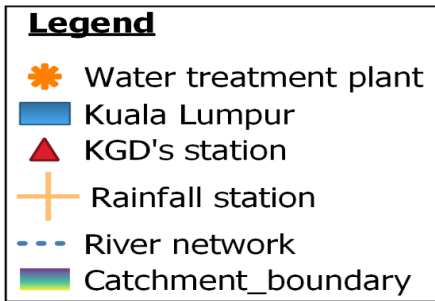 Legend
Water treatment plant
Kuala Lumpur
KGD's station
Rainfall station
River network
Catchment_boundary